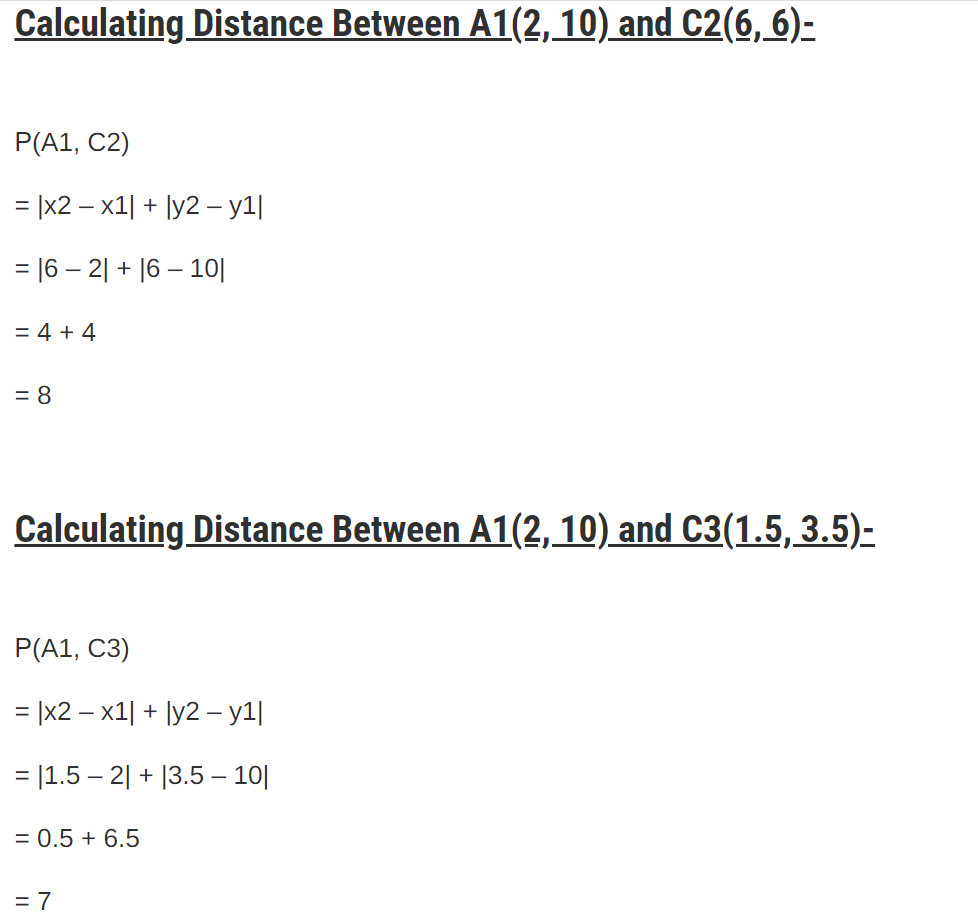 Calculating Distance Between A1(2, 10) and C2(6, 6)-
P(A1, C2)
= |x2 – x1| + |y2 – y1|
= |6 – 2| + |6 – 10|
= 4 + 4
= 8
Calculating Distance Between A1(2, 10) and C3(1.5, 3.5)-
P(A1, C3)
= |x2 – x1| + |y2 – y1|
= |1.5 – 2| + |3.5 – 10|
= 0.5 + 6.5
= 7